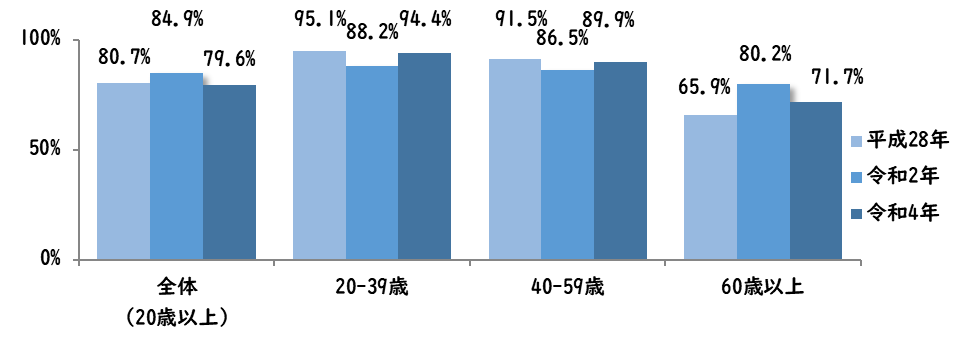 84.9%
95.1%
94.4%
91.5%
89.9%
88.2%
86.5%
100%
80.7%
79.6%
80.2%
65.9%
71.7%
50%
0%
平成28年
令和2年
令和4年
全体
(20歳以上)
20-39歳
40-59歳
60歳以上